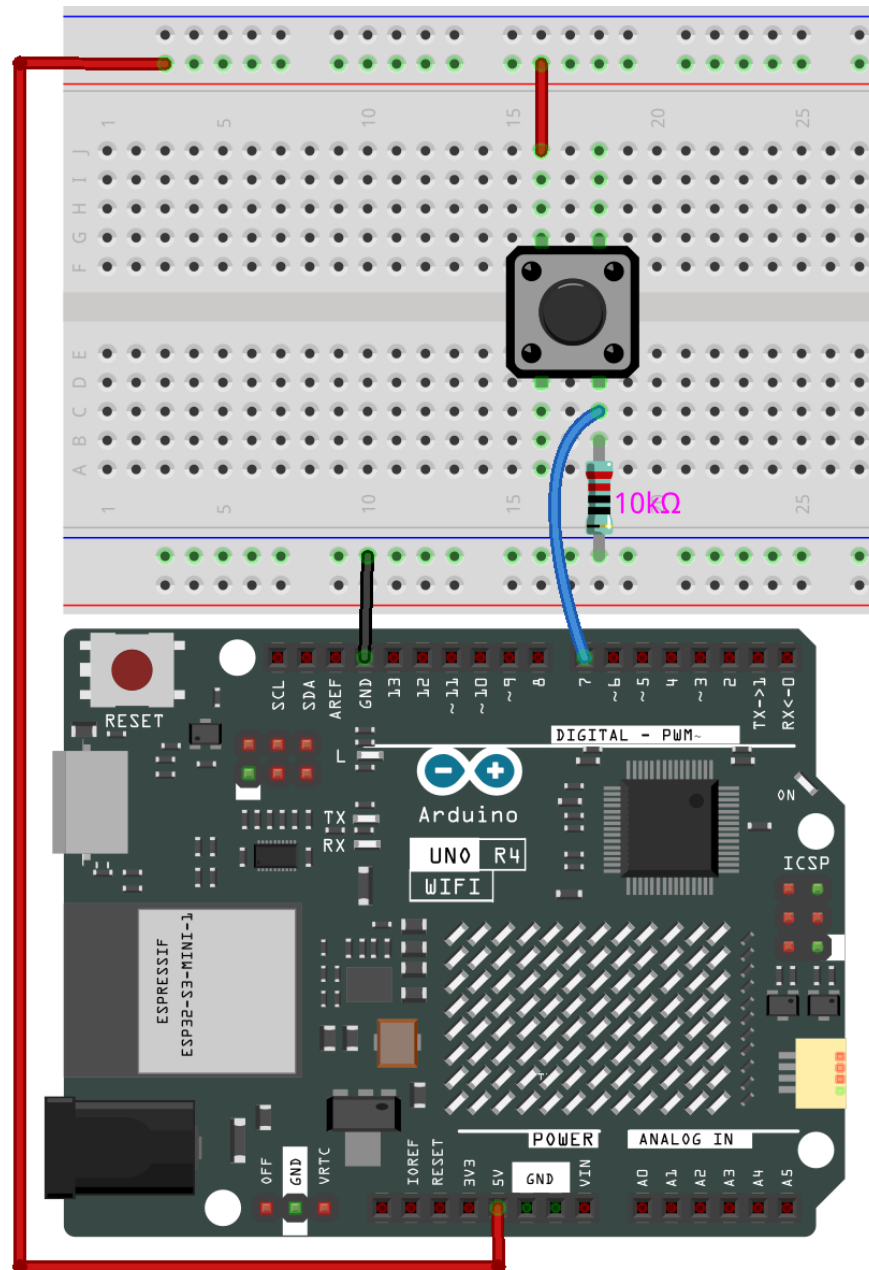 1 5 10 15 20 25
J
I
H
G
F
E
D
C
B
A
1 5 10 15 25
10kΩ
SCL SDA AREF GND 13 12 ~11 ~10 ~9 8 7 ~6 ~5 4 ~3 2 TX->1 RX<-0
RESET
DIGITAL - PWM~
L
Arduino
ON
TX
RX
UNO R4
WIFI
ICSP
ESPRESSIF
ESP32-S3-MINI-1
POWER ANALOG IN
OFF GND VRTC IOREF RESET 3V3 5V GND VIN A0 A1 A2 A3 A4 A5